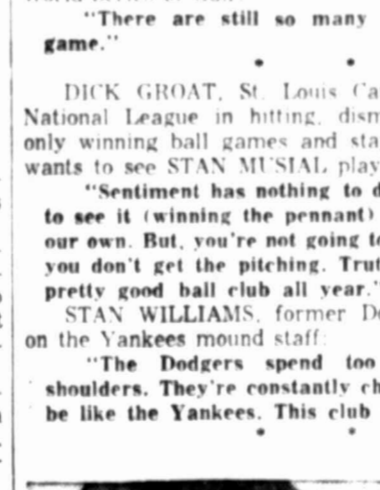 "There are still so many
game."
* *
DICK GROAT, St. Louis Ca
National League in hitting, dism
only winning ball games and sta
wants to see STAN MUSIAL play
"Sentiment has nothing to d
to see it (winning the pennant)
our own. But, you're not going to
you don't get the pitching. Trut
pretty good ball club all year."
STAN WILLIAMS, former Do
on the Yankees mound staff:
"The Dodgers spend too
shoulders. They're constantly ch
be like the Yankees. This club
* *